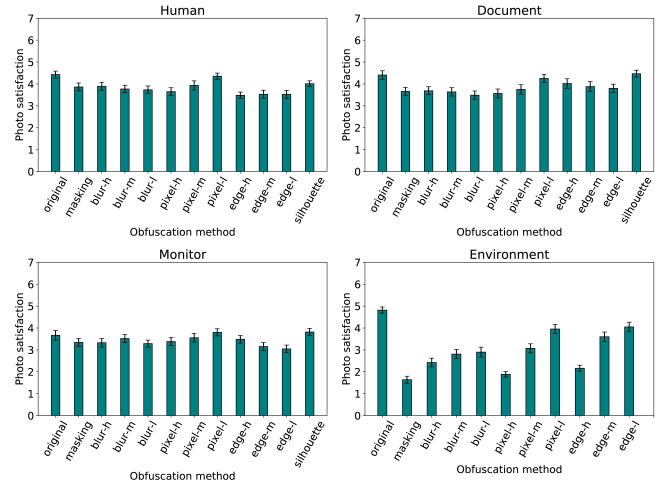 Human
Photo satisfaction
7
6
5
4
3
2
1
0
original
masking
blur-h
blur-m
blur-l
pixel-h
pixel-m
pixel-l
edge-h
edge-m
edge-l
silhouette
Obfuscation method
Document
Photo satisfaction
7
6
5
4
3
2
1
0
original
masking
blur-h
blur-m
blur-l
pixel-h
pixel-m
pixel-l
edge-h
edge-m
edge-l
silhouette
Obfuscation method
Monitor
Photo satisfaction
7
6
5
4
3
2
1
0
original
masking
blur-h
blur-m
blur-l
pixel-h
pixel-m
pixel-l
edge-h
edge-m
edge-l
silhouette
Obfuscation method
Environment
Photo satisfaction
7
6
5
4
3
2
1
0
original
masking
blur-h
blur-m
blur-l
pixel-h
pixel-m
pixel-l
edge-h
edge-m
edge-l
Obfuscation method